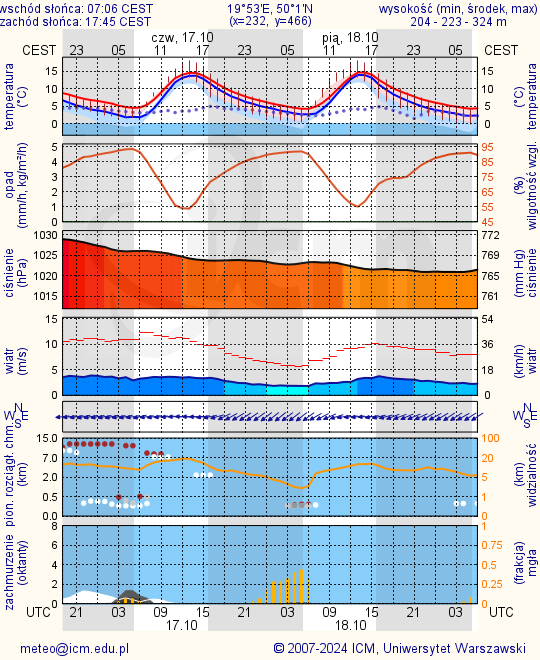 wschód słońca: 07:06 CEST 19°53'E, 50°1'N wysokość (min, środek, max)
zachód słońca: 17:45 CEST (x=232, y=466) 204 - 223 - 324 m
czw, 17.10 pią, 18.10
CEST 23 05 11 17 23 05 11 17 23 CEST
temperatura (°C)
15 15
10 10
5 5
0 0
(°C) temperatura
opad (mm/h, kg/m²/h)
5 95
4 85
3 75
2 65
1 55
0 45
(%) wilgotność wzgl.
ciśnienie (hPa)
1030 772
1025 769
1020 765
1015 761
(mm Hg) ciśnienie
wiatr (m/s)
15 54
10 36
5 18
0 0
(km/h) wiatr
N W E S N W E S
pion. rozciągł. chm. (km)
15.0 100
7.0 20
2.0 5
0.5 1
0.0 0
(km) widzialność
zachmurzenie (oktanty)
8 1
6 0.75
4 0.5
2 0.25
0 0
(frakcja) mgła
UTC 21 03 09 15 21 03 09 15 21 03 UTC
17.10 18.10
meteo@icm.edu.pl © 2007-2024 ICM, Uniwersytet Warszawski